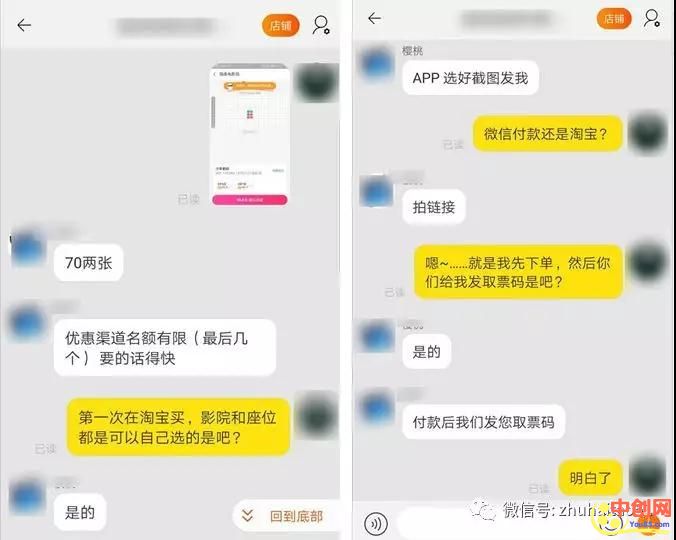 店铺
已读
70两张
优惠渠道名额有限（最后几
个）要的话得快
第一次在淘宝买，影院和座位
都是可以自己选的是吧？
已读
是的
回到底部
店铺
樱桃
APP 选好截图发我
微信付款还是淘宝？
已读
拍链接
嗯~……就是我先下单，然后你
们给我发取票码是吧？
已读
是的
付款后我们发您取票码
明白了
已读
微信号: zhuha
中创网